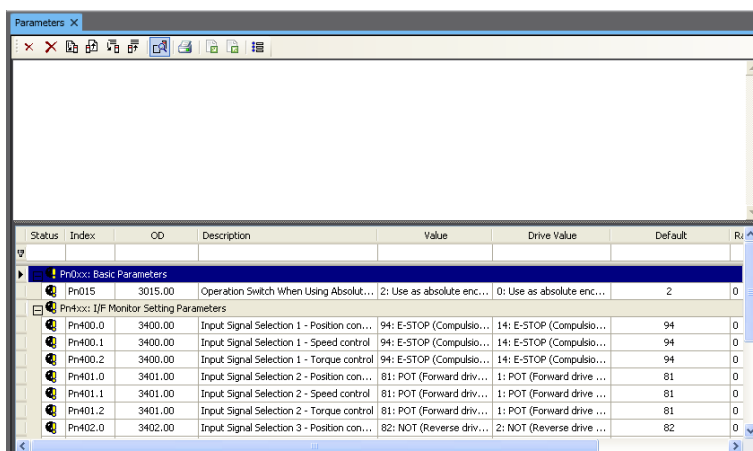 Parameters X
Status Index OD Description Value Drive Value Default Ra
Pn0xx: Basic Parameters
Pn015 3015.00 Operation Switch When Using Absolut... 2: Use as absolute enc... 0: Use as absolute enc... 2 0
Pn4xx: I/F Monitor Setting Parameters
Pn400.0 3400.00 Input Signal Selection 1 - Position con... 94: E-STOP (Compulsio... 14: E-STOP (Compulsio... 94 0
Pn400.1 3400.00 Input Signal Selection 1 - Speed control 94: E-STOP (Compulsio... 14: E-STOP (Compulsio... 94 0
Pn400.2 3400.00 Input Signal Selection 1 - Torque control 94: E-STOP (Compulsio... 14: E-STOP (Compulsio... 94 0
Pn401.0 3401.00 Input Signal Selection 2 - Position con... 81: POT (Forward driv... 1: POT (Forward drive ... 81 0
Pn401.1 3401.00 Input Signal Selection 2 - Speed control 81: POT (Forward driv... 1: POT (Forward drive ... 81 0
Pn401.2 3401.00 Input Signal Selection 2 - Torque control 81: POT (Forward driv... 1: POT (Forward drive ... 81 0
Pn402.0 3402.00 Input Signal Selection 3 - Position con... 82: NOT (Reverse driv... 2: NOT (Reverse drive ... 82 0